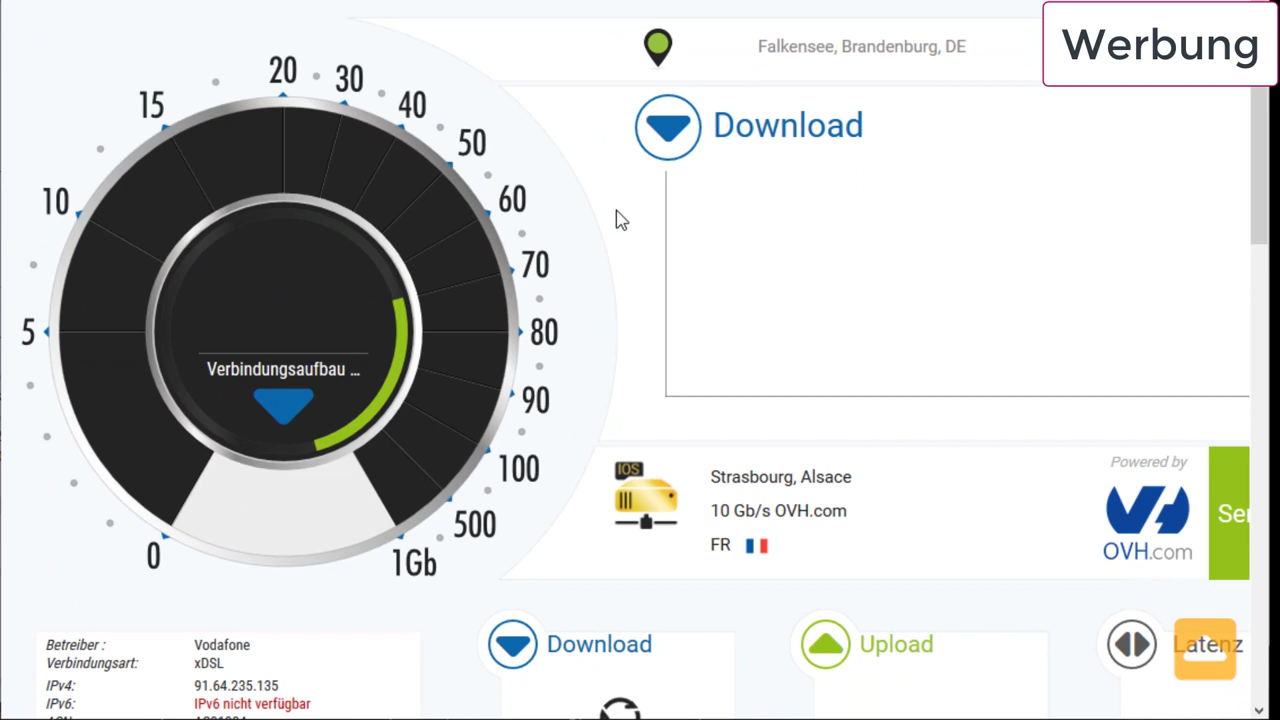 Werbung
Falkensee, Brandenburg, DE
Download
0
5
10
15
20
30
40
50
60
70
80
90
100
500
1Gb
Verbindungsaufbau ...
IOS
Strasbourg, Alsace
10 Gb/s OVH.com
FR
Powered by
OVH.com
Ser
Betreiber : Vodafone
Verbindungsart: xDSL
IPv4: 91.64.235.135
IPv6: IPv6 nicht verfügbar
Download
Upload
Latenz